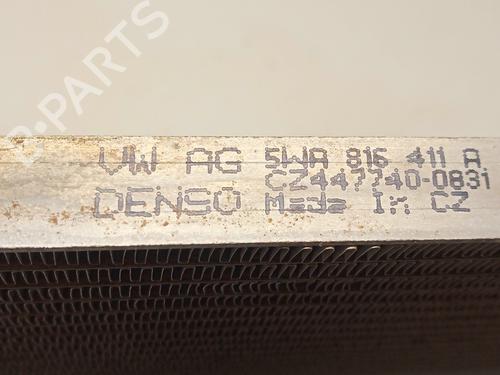 B-PARTS
VW AG 5WA 816 411 A
CZ447740-0831
DENSO Made In CZ